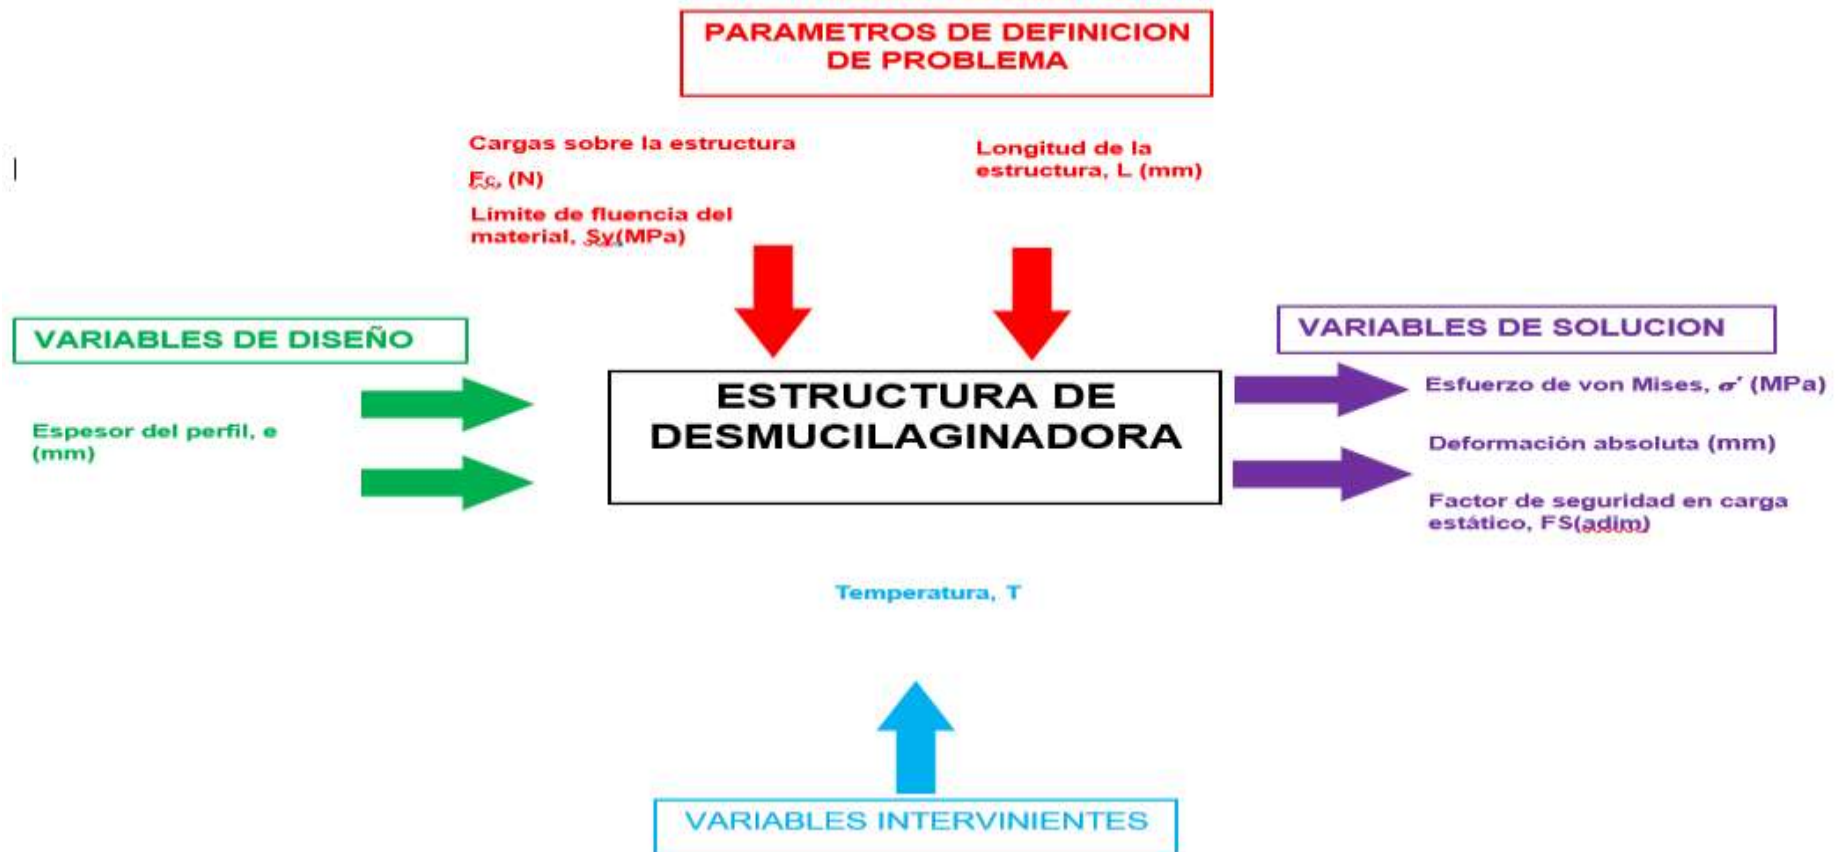 PARAMETROS DE DEFINICION
DE PROBLEMA
Cargas sobre la estructura
Fc, (N)
Límite de fluencia del
material, Sy(MPa)
Longitud de la
estructura, L (mm)
VARIABLES DE DISEÑO
Espesor del perfil, e
(mm)
ESTRUCTURA DE
DESMUCILAGINADORA
VARIABLES DE SOLUCION
Esfuerzo de von Mises, σ' (MPa)
Deformación absoluta (mm)
Factor de seguridad en carga
estático, FS(adim)
Temperatura, T
VARIABLES INTERVINIENTES